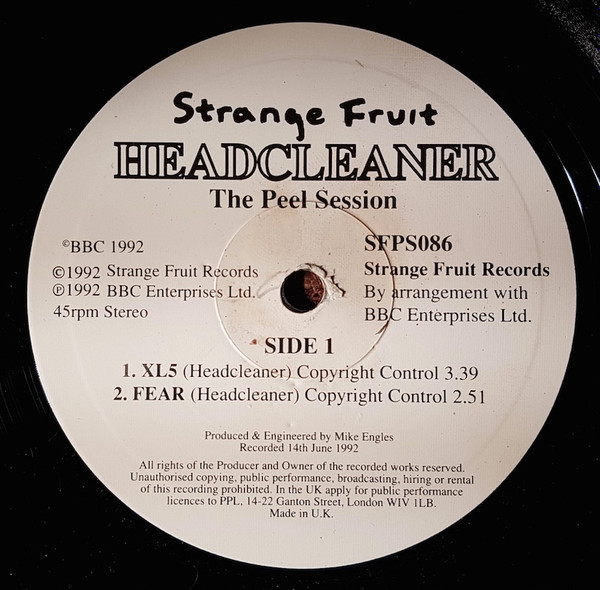 Strange Fruit
HEADCLEANER
The Peel Session
©BBC 1992
©1992 Strange Fruit Records
℗1992 BBC Enterprises Ltd.
45rpm Stereo
SFPS086
Strange Fruit Records
By arrangement with
BBC Enterprises Ltd.
SIDE 1
1. XL5 (Headcleaner) Copyright Control 3.39
2. FEAR (Headcleaner) Copyright Control 2.51
Produced & Engineered by Mike Engles
Recorded 14th June 1992
All rights of the Producer and Owner of the recorded works reserved.
Unauthorised copying, public performance, broadcasting, hiring or rental
of this recording prohibited. In the UK apply for public performance
licences to PPL, 14-22 Ganton Street, London WIV 1LB.
Made in U.K.